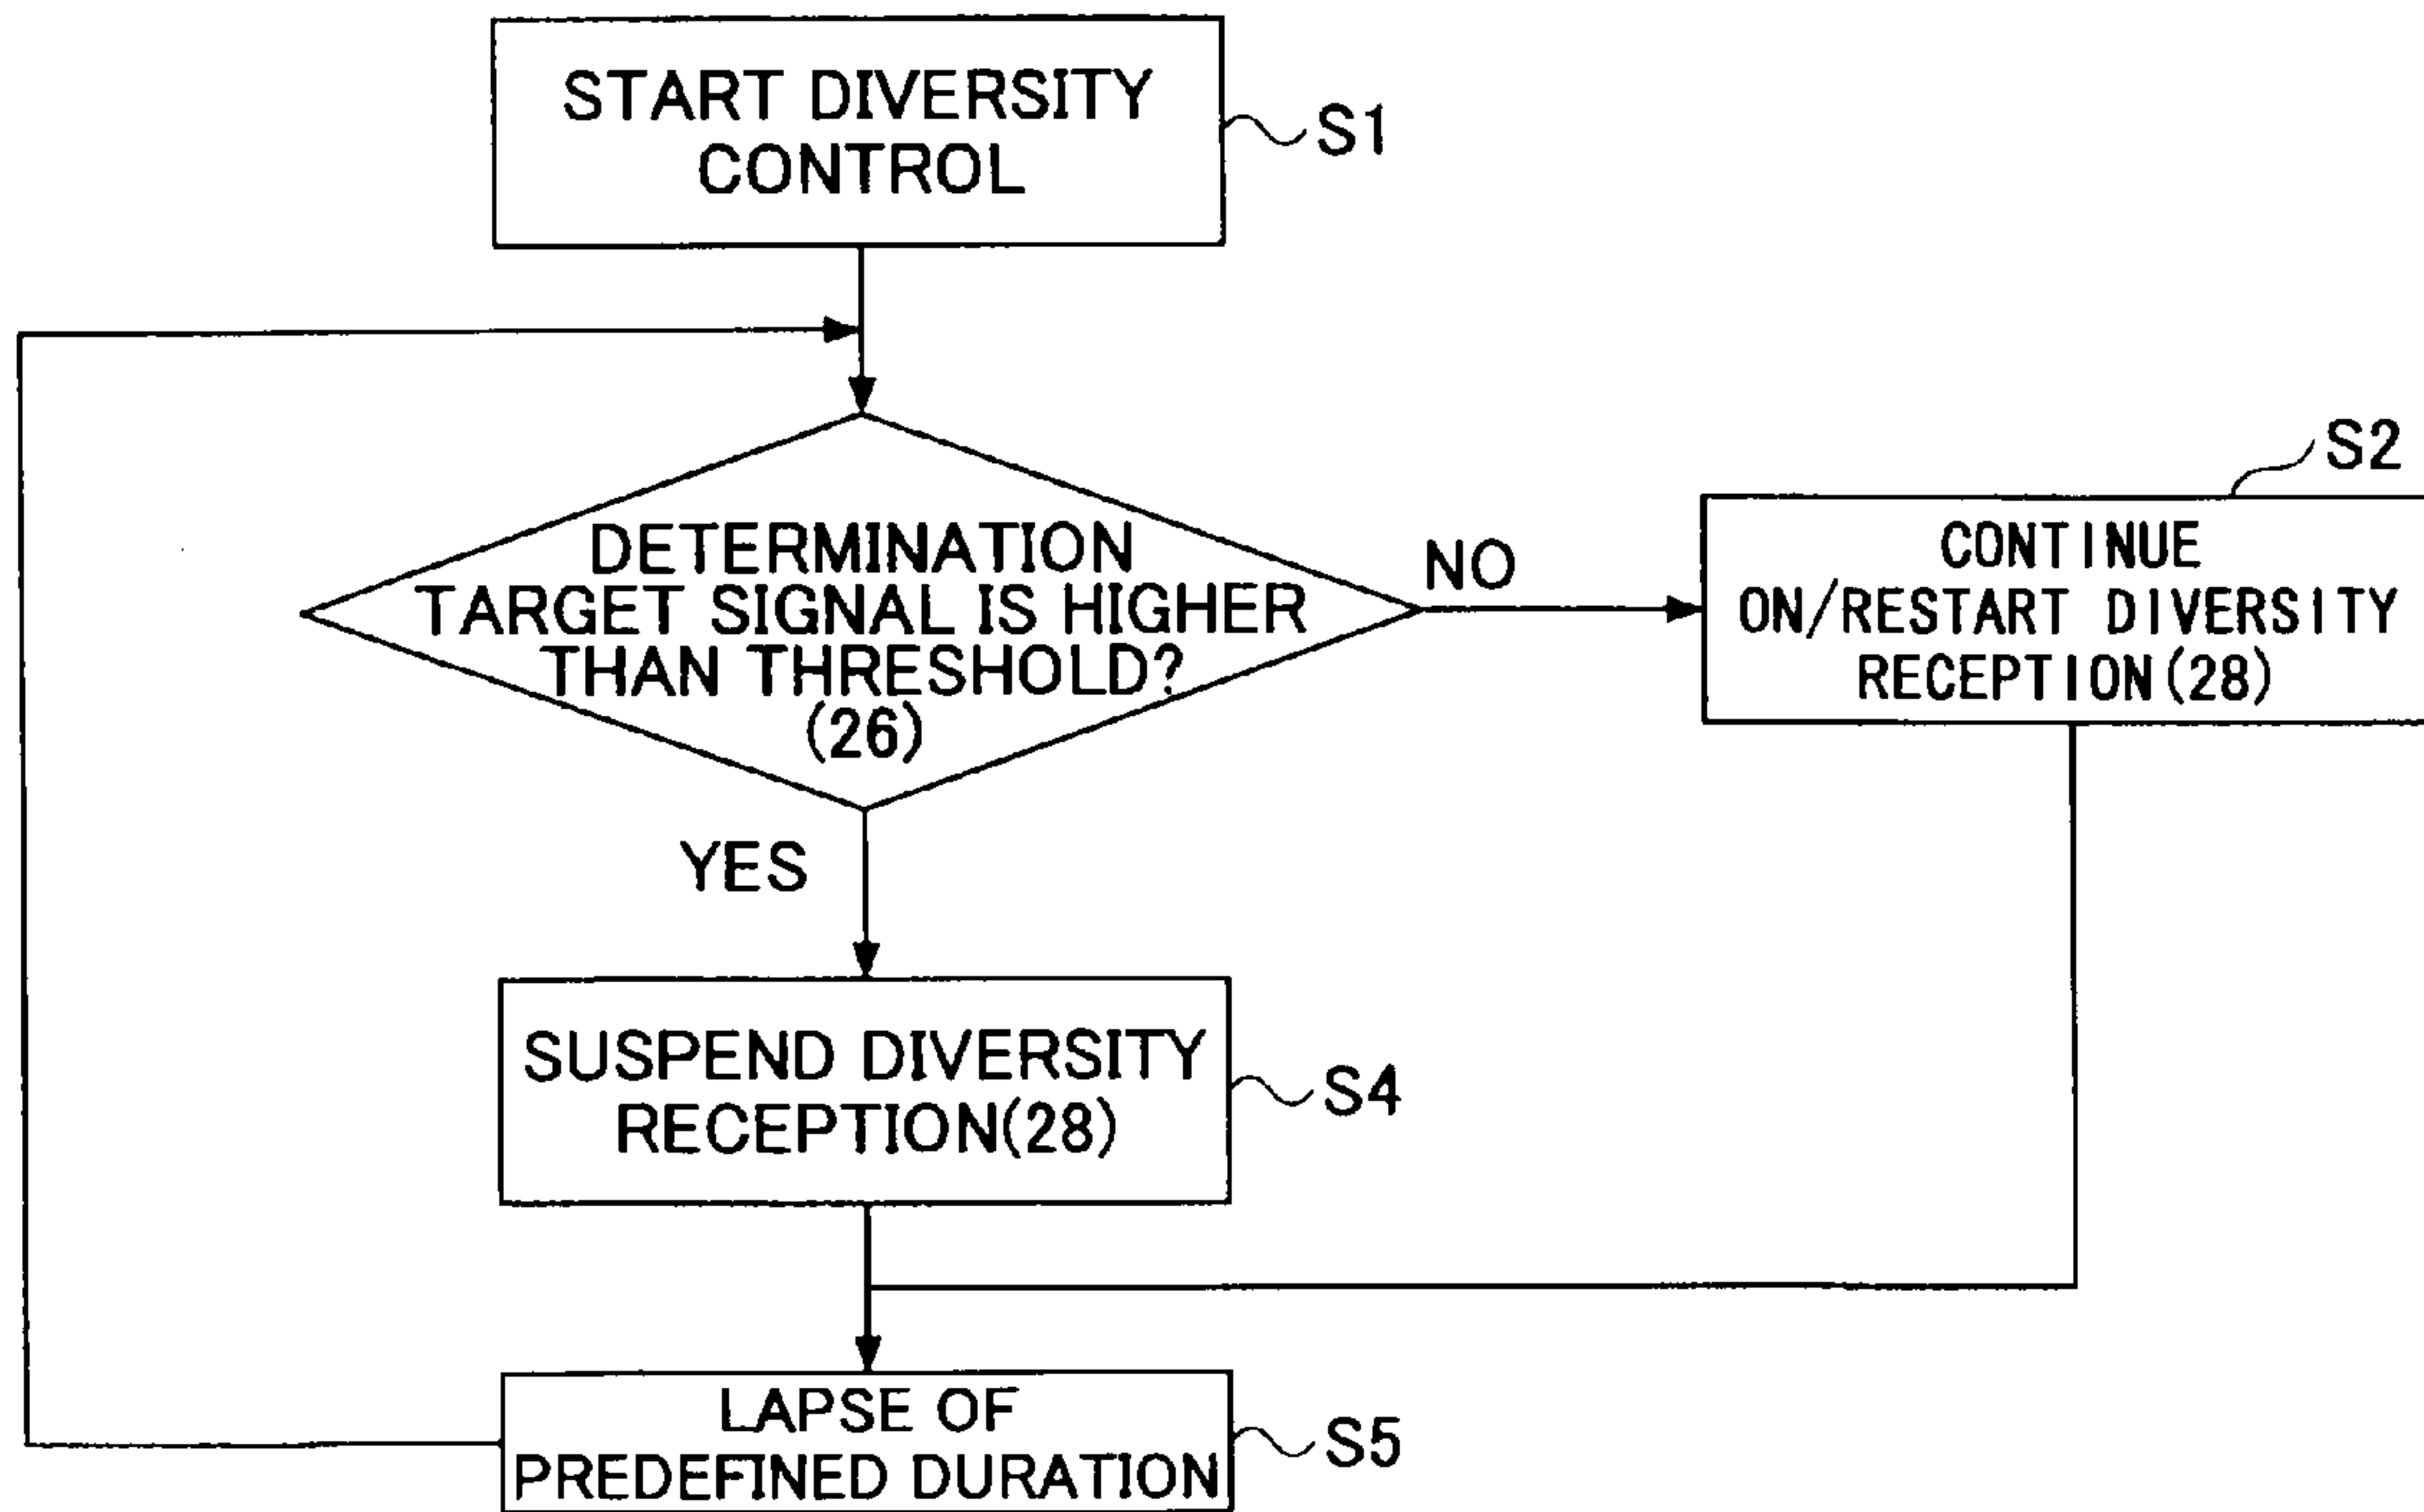 START DIVERSITY
CONTROL
S1
DETERMINATION
TARGET SIGNAL IS HIGHER
THAN THRESHOLD?
(26)
NO
S2
CONTINUE
ON/RESTART DIVERSITY
RECEPTION(28)
YES
SUSPEND DIVERSITY
RECEPTION(28)
S4
LAPSE OF
PREDEFINED DURATION
S5